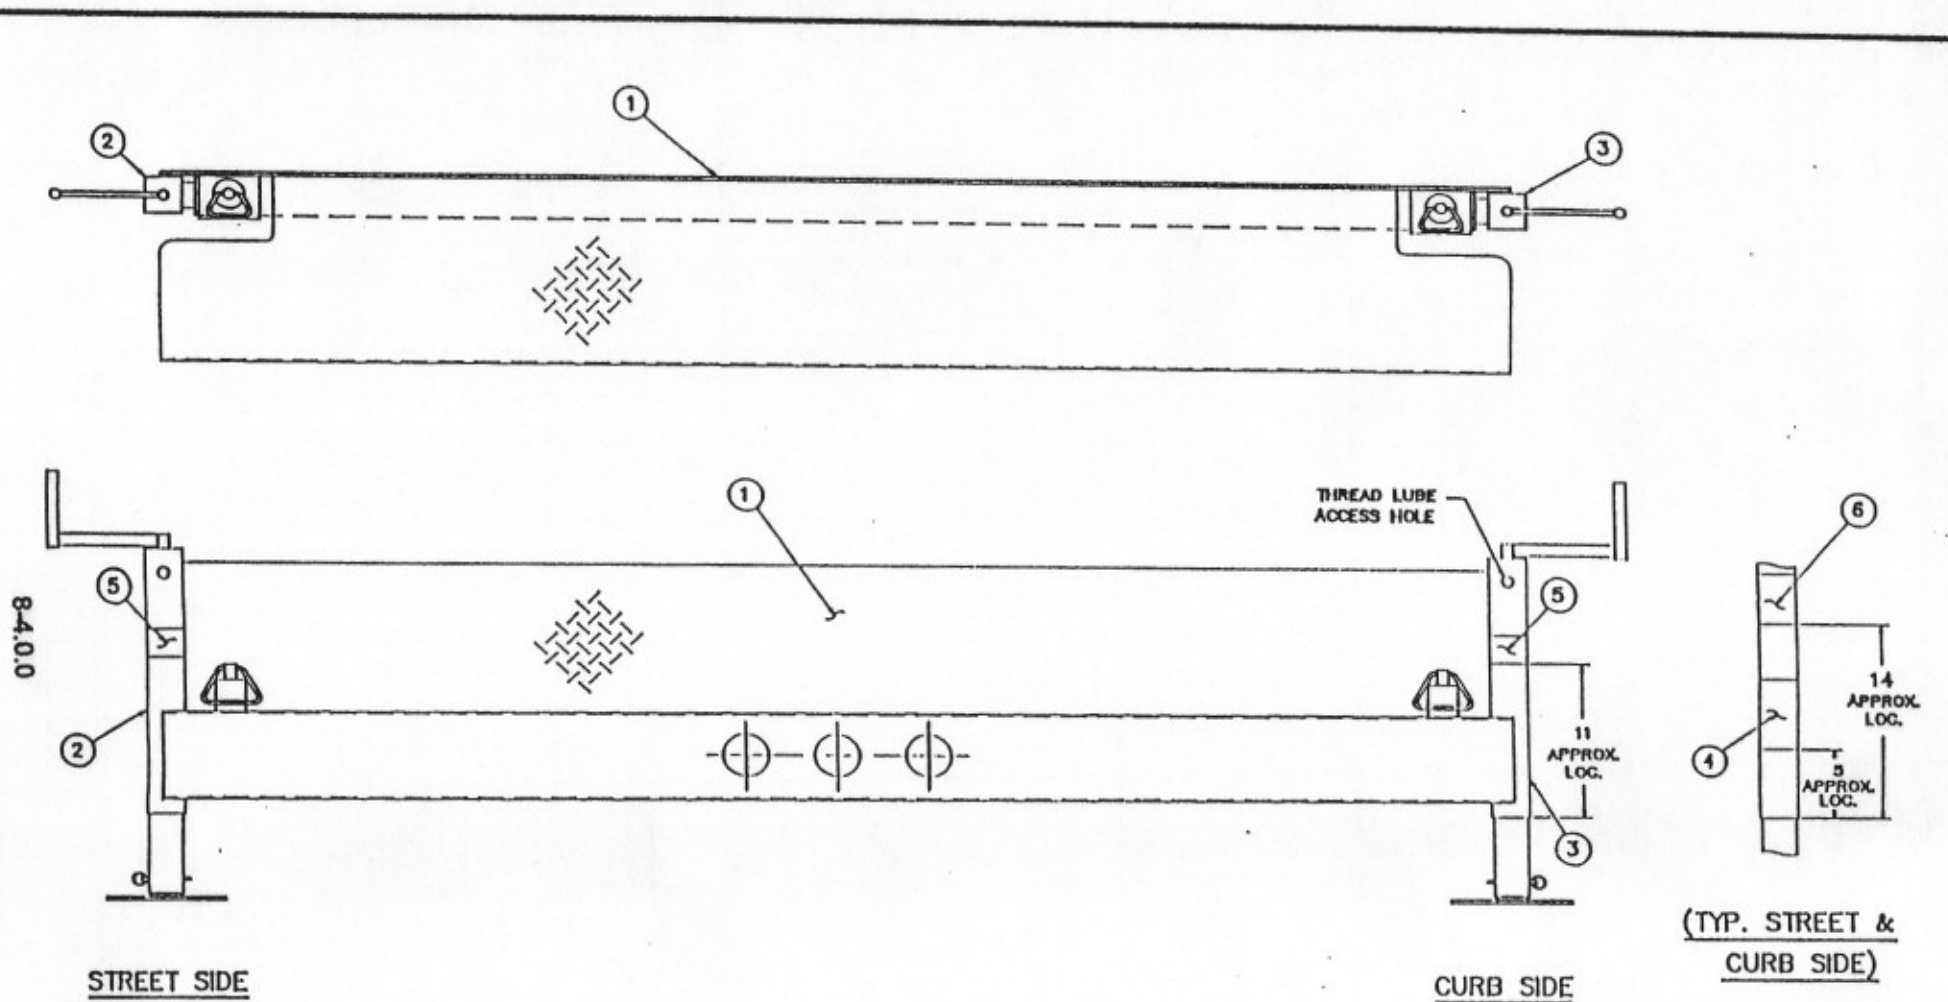 1
2
3
1
THREAD LUBE
ACCESS HOLE
6
5
5
8-4.0.0
14
APPROX.
LOC.
2
11
APPROX.
LOC.
4
5
APPROX.
LOC.
3
(TYP. STREET &
CURB SIDE)
STREET SIDE
CURB SIDE